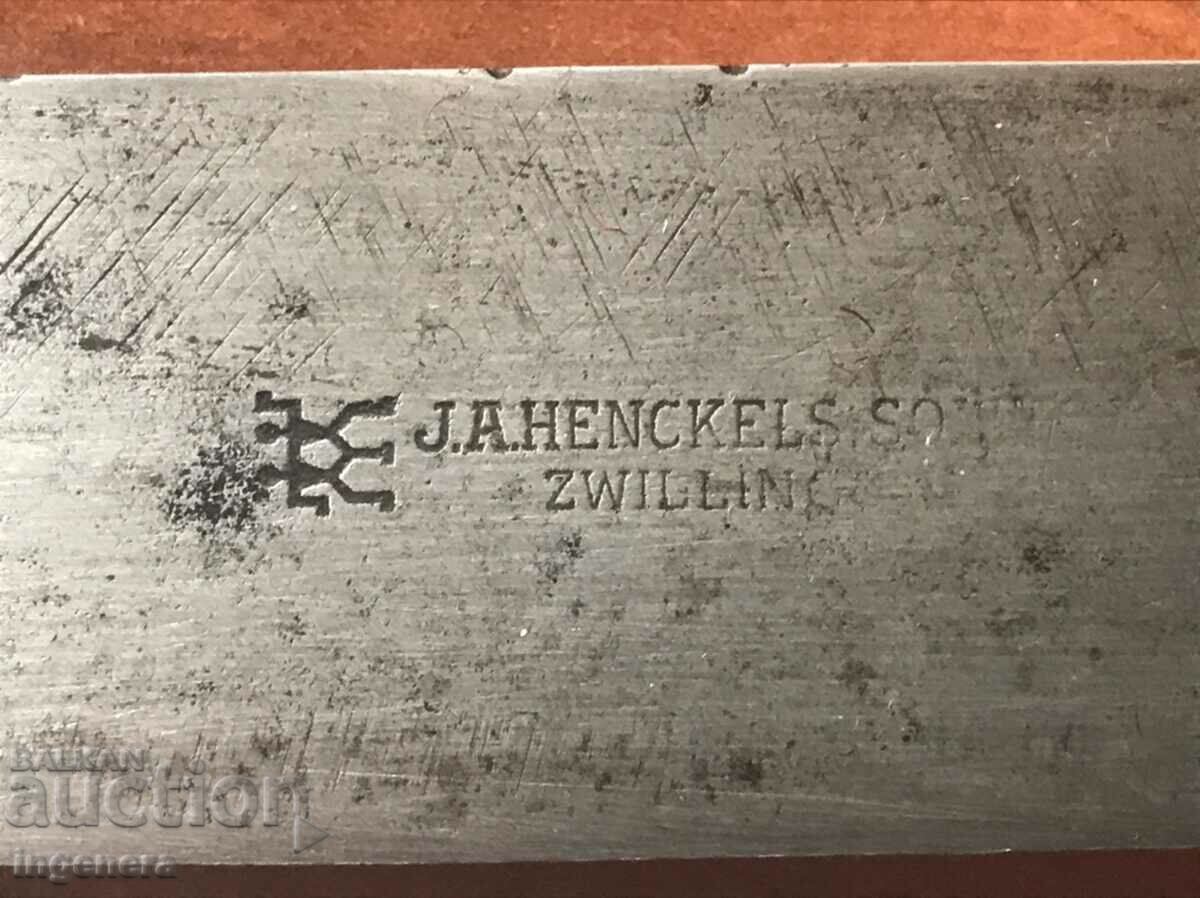 J.A.HENCKELS
ZWILLING
BALKAN
auction
ingenera